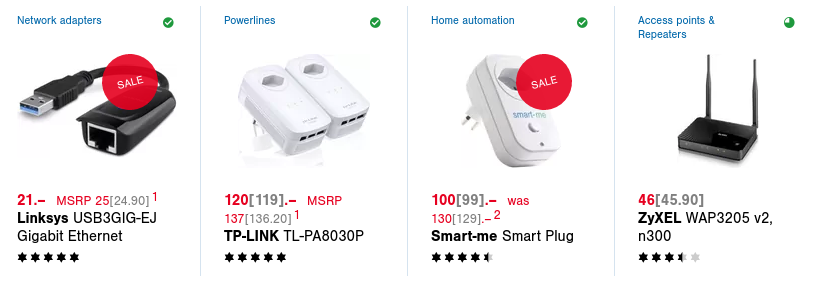 Network adapters
SALE
21.– MSRP 25[24.90] 1
Linksys USB3GIG-EJ
Gigabit Ethernet
Powerlines
120[119].– MSRP
137[136.20] 1
TP-LINK TL-PA8030P
Home automation
SALE
smart-me
100[99].– was
130[129].– 2
Smart-me Smart Plug
Access points &
Repeaters
46[45.90]
ZyXEL WAP3205 v2,
n300